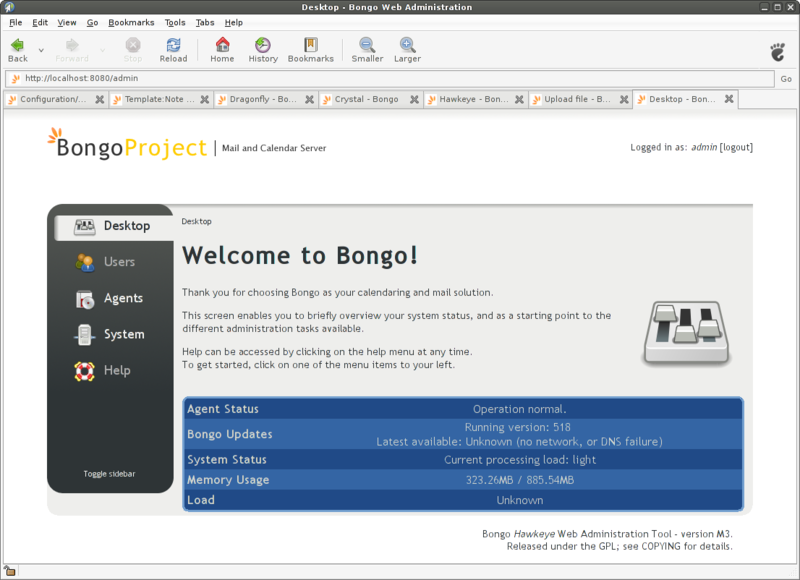 Desktop - Bongo Web Administration
File Edit View Go Bookmarks Tools Tabs Help
Back Forward Stop Reload Home History Bookmarks Smaller Larger
http://localhost:8080/admin Go
Configuration/... Template:Note ... Dragonfly - Bo... Crystal - Bongo Hawkeye - Bon... Upload file - B... Desktop - Bon...
BongoProject | Mail and Calendar Server
Logged in as: admin [logout]
Desktop
Users
Agents
System
Help
Toggle sidebar
Desktop
Welcome to Bongo!
Thank you for choosing Bongo as your calendaring and mail solution.
This screen enables you to briefly overview your system status, and as a starting point to the
different administration tasks available.
Help can be accessed by clicking on the help menu at any time.
To get started, click on one of the menu items to your left.
Agent Status Operation normal.
Bongo Updates Running version: 518
Latest available: Unknown (no network, or DNS failure)
System Status Current processing load: light
Memory Usage 323.26MB / 885.54MB
Load Unknown
Bongo Hawkeye Web Administration Tool - version M3.
Released under the GPL; see COPYING for details.